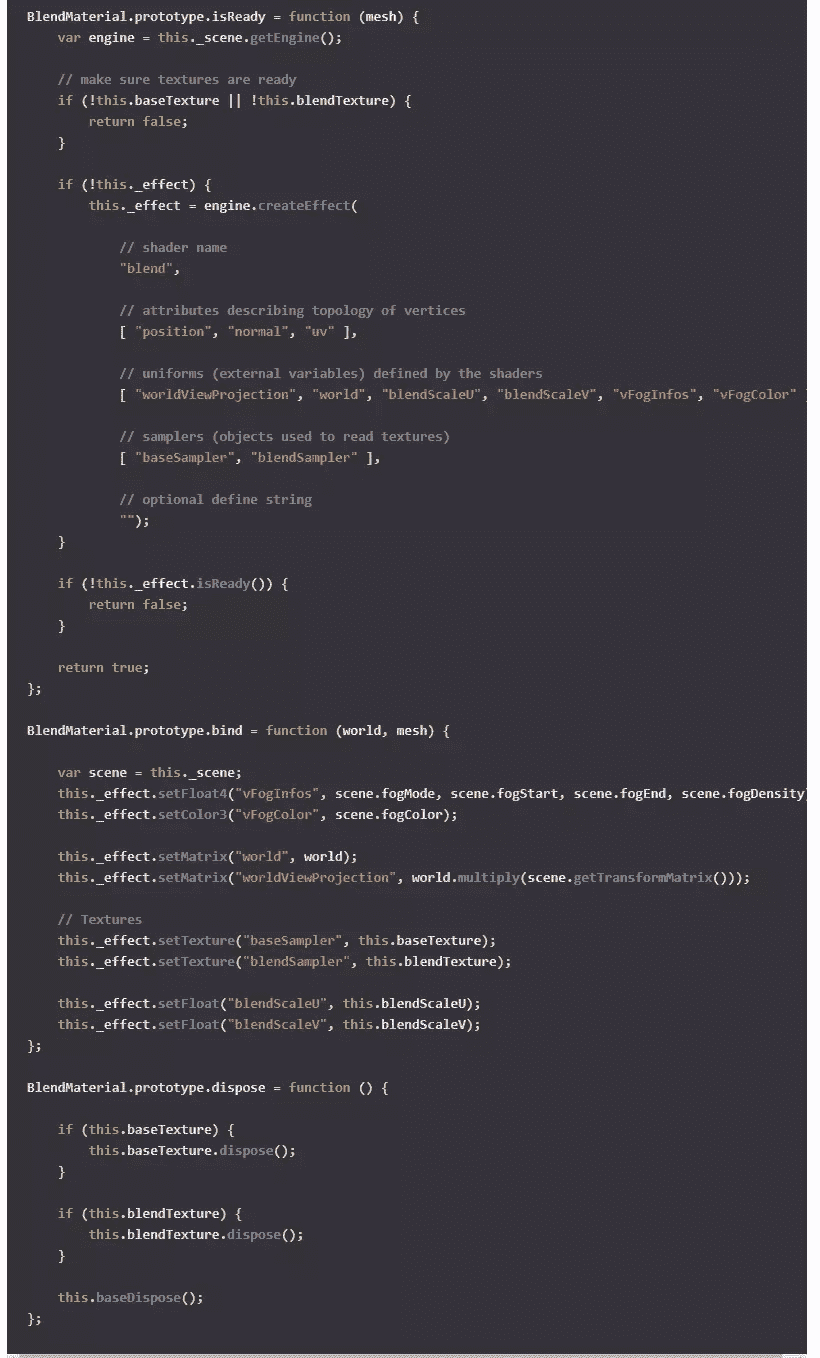 BlendMaterial.prototype.isReady = function (mesh) {
var engine = this._scene.getEngine();
// make sure textures are ready
if (!this.baseTexture || !this.blendTexture) {
return false;
}
if (!this._effect) {
this._effect = engine.createEffect(
// shader name
"blend",
// attributes describing topology of vertices
[ "position", "normal", "uv" ],
// uniforms (external variables) defined by the shaders
[ "worldViewProjection", "world", "blendScaleU", "blendScaleV", "vFogInfos", "vFogColor" ]
// samplers (objects used to read textures)
[ "baseSampler", "blendSampler" ],
// optional define string
"");
}
if (!this._effect.isReady()) {
return false;
}
return true;
};
BlendMaterial.prototype.bind = function (world, mesh) {
var scene = this._scene;
this._effect.setFloat4("vFogInfos", scene.fogMode, scene.fogStart, scene.fogEnd, scene.fogDensity)
this._effect.setColor3("vFogColor", scene.fogColor);
this._effect.setMatrix("world", world);
this._effect.setMatrix("worldViewProjection", world.multiply(scene.getTransformMatrix()));
// Textures
this._effect.setTexture("baseSampler", this.baseTexture);
this._effect.setTexture("blendSampler", this.blendTexture);
this._effect.setFloat("blendScaleU", this.blendScaleU);
this._effect.setFloat("blendScaleV", this.blendScaleV);
};
BlendMaterial.prototype.dispose = function () {
if (this.baseTexture) {
this.baseTexture.dispose();
}
if (this.blendTexture) {
this.blendTexture.dispose();
}
this.baseDispose();
};